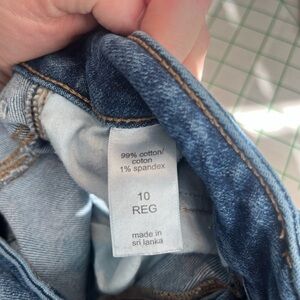 99% cotton/
coton
1% spandex
10
REG
made in
sri lanka